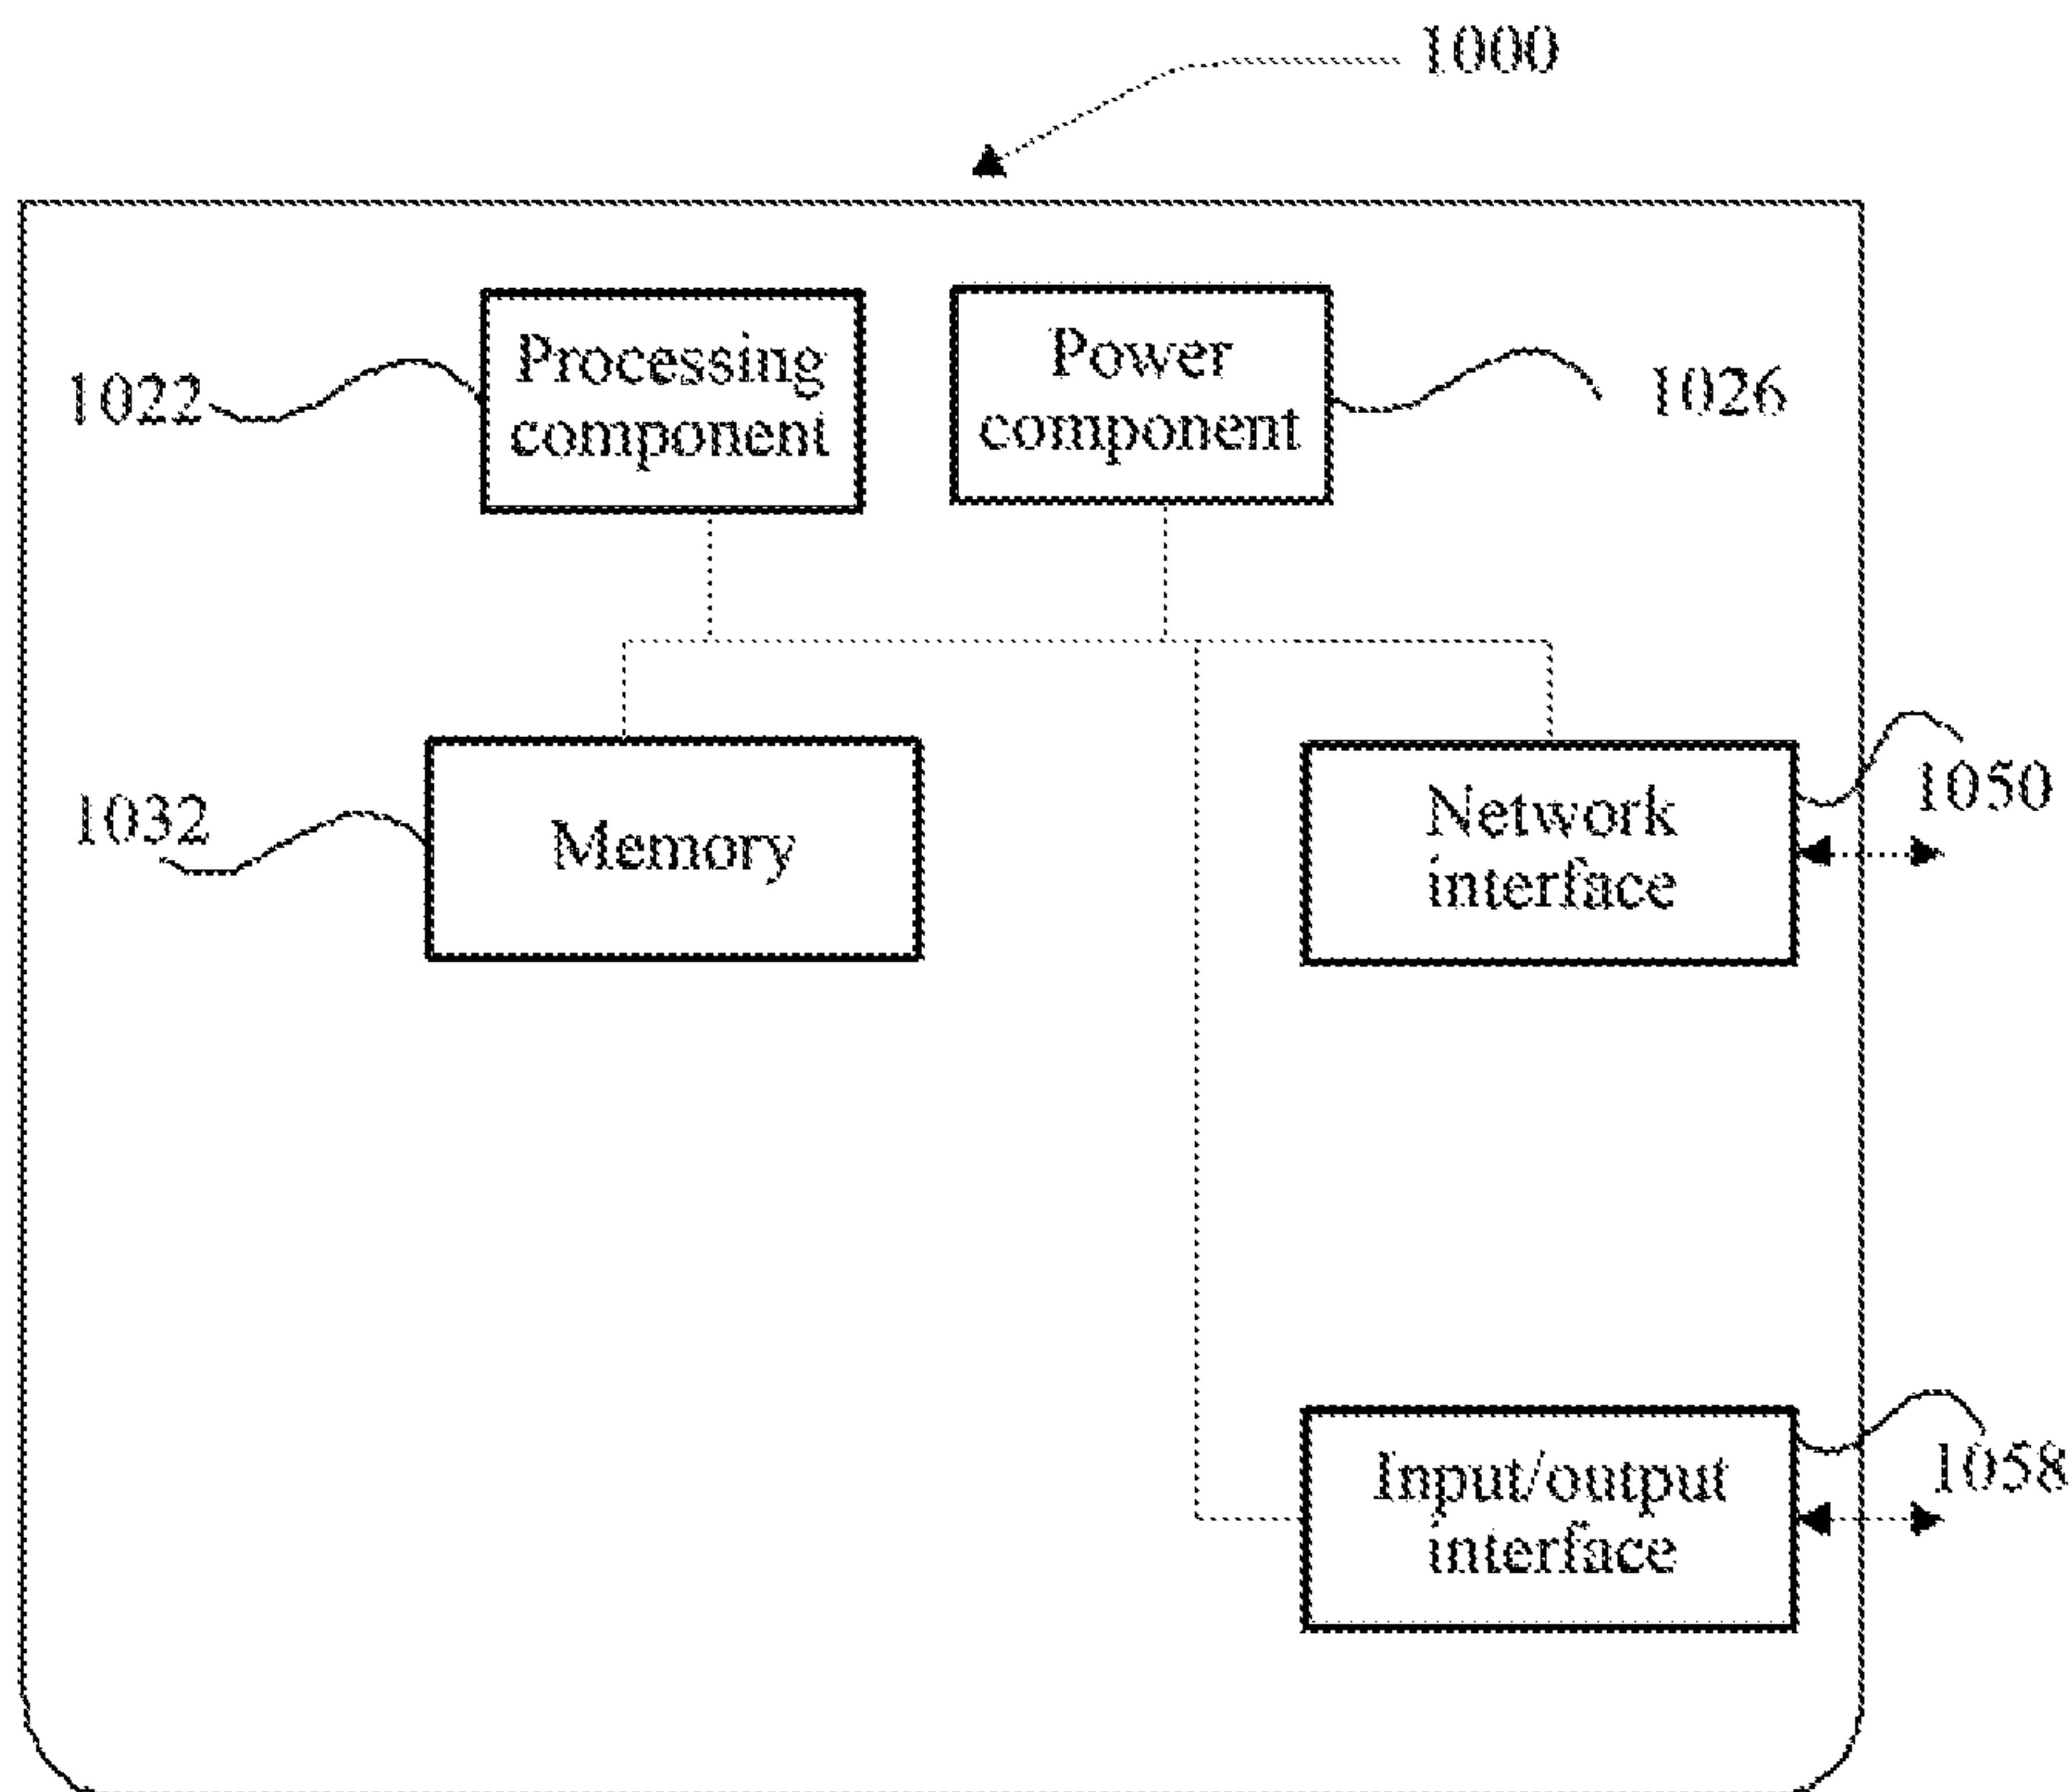 1000
Processing
component
Power
component
1022
1026
Memory
1032
Network
interface
1050
Input/output
interface
1058